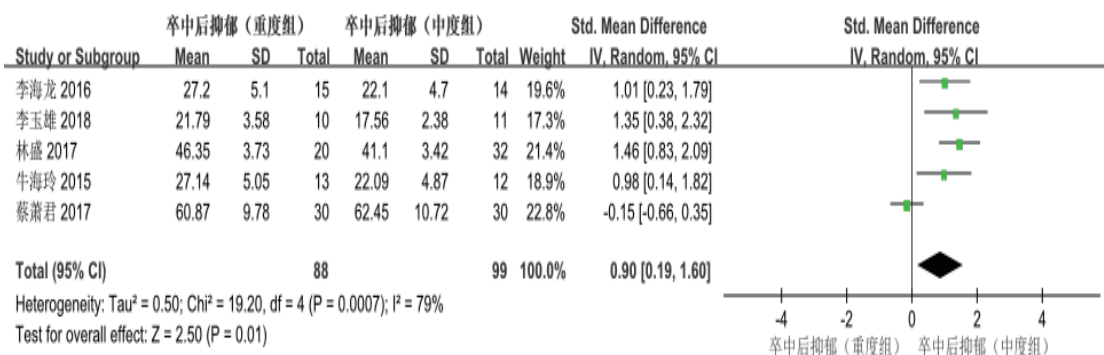 卒中后抑郁（重度组） 卒中后抑郁（中度组） Std. Mean Difference Std. Mean Difference
Study or Subgroup Mean SD Total Mean SD Total Weight IV, Random, 95% CI IV, Random, 95% CI
李海龙 2016 27.2 5.1 15 22.1 4.7 14 19.6% 1.01 [0.23, 1.79]
李玉雄 2018 21.79 3.58 10 17.56 2.38 11 17.3% 1.35 [0.38, 2.32]
林盛 2017 46.35 3.73 20 41.1 3.42 32 21.4% 1.46 [0.83, 2.09]
牛海玲 2015 27.14 5.05 13 22.09 4.87 12 18.9% 0.98 [0.14, 1.82]
蔡萧君 2017 60.87 9.78 30 62.45 10.72 30 22.8% -0.15 [-0.66, 0.35]
Total (95% CI) 88 99 100.0% 0.90 [0.19, 1.60]
Heterogeneity: Tau² = 0.50; Chi² = 19.20, df = 4 (P = 0.0007); I² = 79%
Test for overall effect: Z = 2.50 (P = 0.01)
-4 -2 0 2 4
卒中后抑郁（重度组） 卒中后抑郁（中度组）